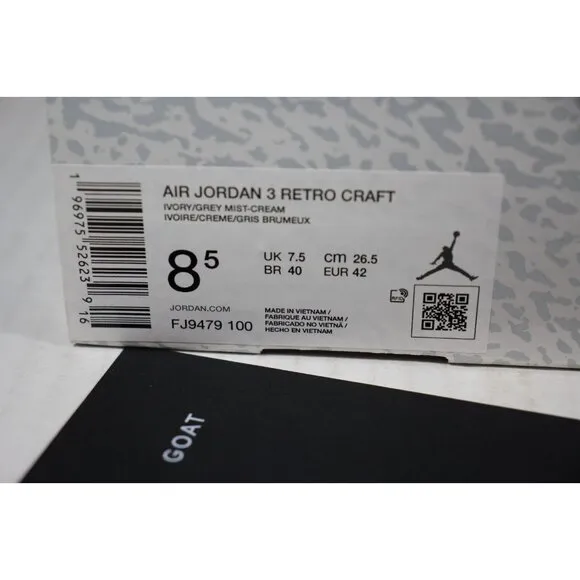 AIR JORDAN 3 RETRO CRAFT
IVORY/GREY MIST-CREAM
IVOIRE/CREME/GRIS BRUMEUX
8⁵
UK 7.5 cm 26.5
BR 40 EUR 42
JORDAN.COM
FJ9479 100
MADE IN VIETNAM /
FABRIQUE AU VIETNAM /
FABRICADO NO VIETNÃ /
HECHO EN VIETNAM
RFID
1 96975 52623 9 16
GOAT